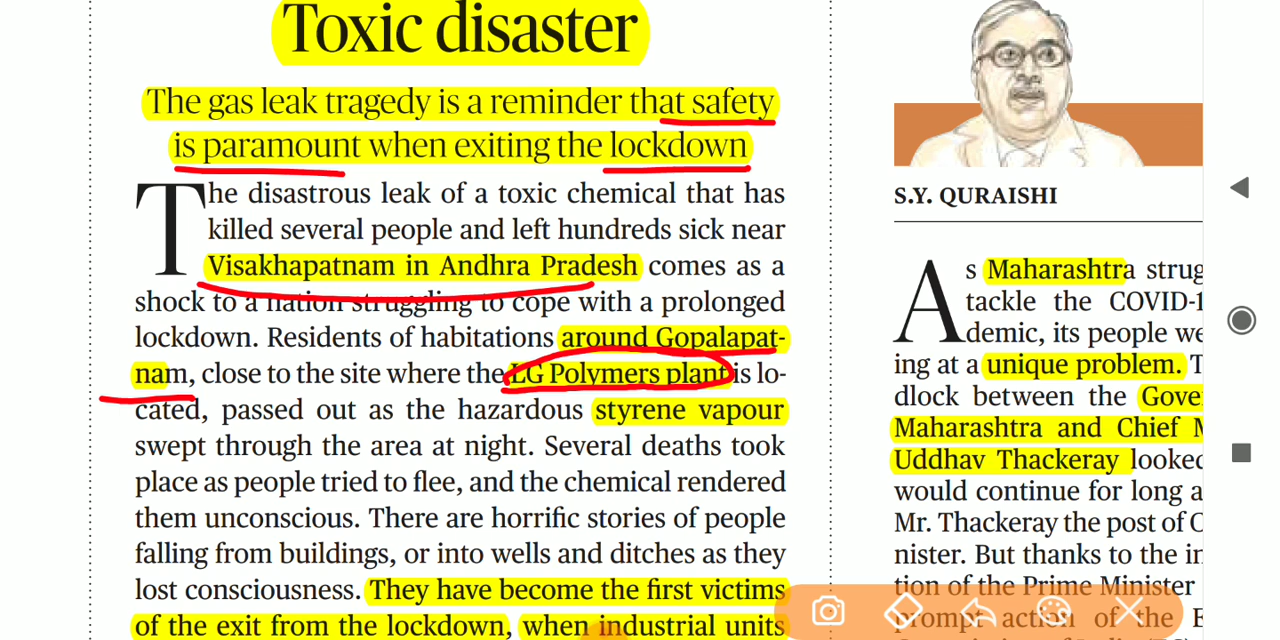 Toxic disaster
The gas leak tragedy is a reminder that safety
is paramount when exiting the lockdown
The disastrous leak of a toxic chemical that has
killed several people and left hundreds sick near
Visakhapatnam in Andhra Pradesh comes as a
shock to a nation struggling to cope with a prolonged
lockdown. Residents of habitations around Gopalapat-
nam, close to the site where the LG Polymers plant is lo-
cated, passed out as the hazardous styrene vapour
swept through the area at night. Several deaths took
place as people tried to flee, and the chemical rendered
them unconscious. There are horrific stories of people
falling from buildings, or into wells and ditches as they
lost consciousness. They have become the first victims
of the exit from the lockdown, when industrial units
S.Y. QURAISHI
As Maharashtra strug
tackle the COVID-1
demic, its people we
ing at a unique problem. T
dlock between the Gove
Maharashtra and Chief M
Uddhav Thackeray looked
would continue for long a
Mr. Thackeray the post of C
nister. But thanks to the in
tion of the Prime Minister
prompt action of the E